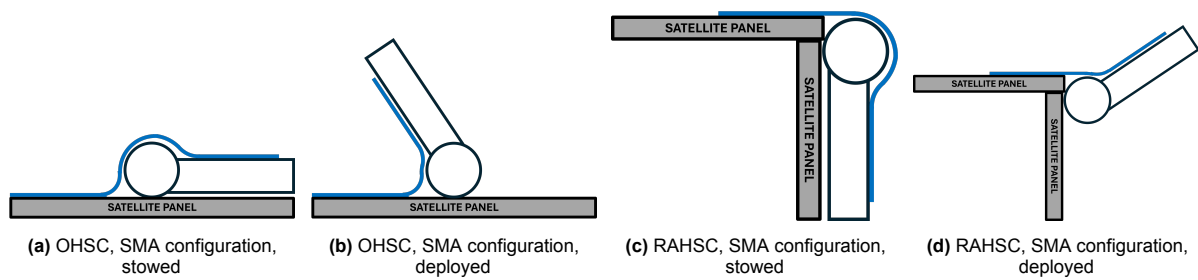 SATELLITE PANEL
(a) OHSC, SMA configuration,
stowed
SATELLITE PANEL
(b) OHSC, SMA configuration,
deployed
SATELLITE PANEL
SATELLITE PANEL
(c) RAHSC, SMA configuration,
stowed
SATELLITE PANEL
SATELLITE PANEL
(d) RAHSC, SMA configuration,
deployed